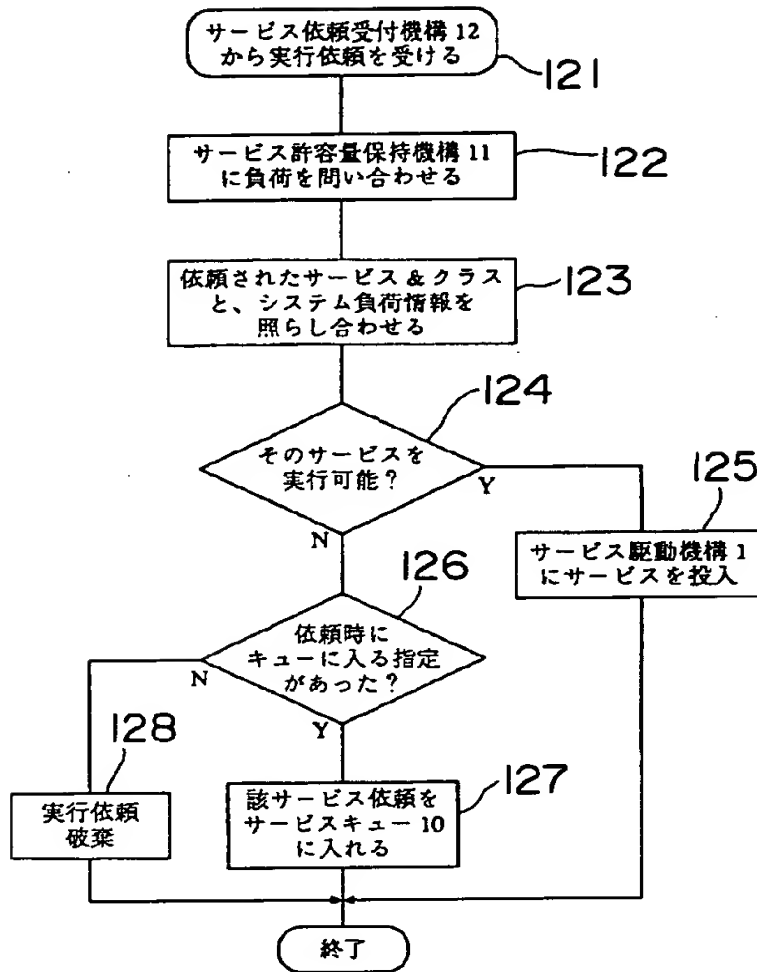 サービス依頼受付機構12
から実行依頼を受ける
121
サービス許容量保持機構11
に負荷を問い合わせる
122
依頼されたサービス&クラス
と、システム負荷情報を
照らし合わせる
123
124
そのサービスを
実行可能?
Y
N
125
サービス駆動機構1
にサービスを投入
126
依頼時に
キューに入る指定
があった?
N
Y
128
実行依頼
破棄
127
該サービス依頼を
サービスキュー10
に入れる
終了